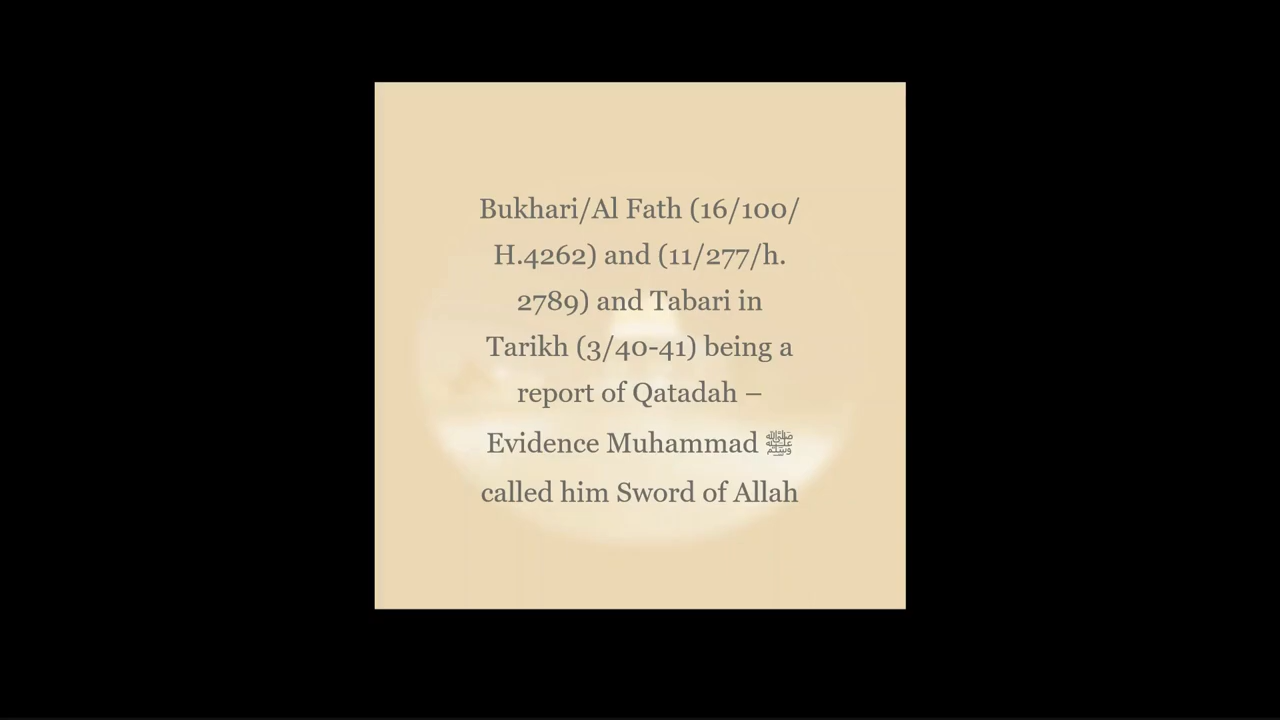 Bukhari/Al Fath (16/100/
H.4262) and (11/277/h.
2789) and Tabari in
Tarikh (3/40-41) being a
report of Qatadah –
Evidence Muhammad ﷺ
called him Sword of Allah